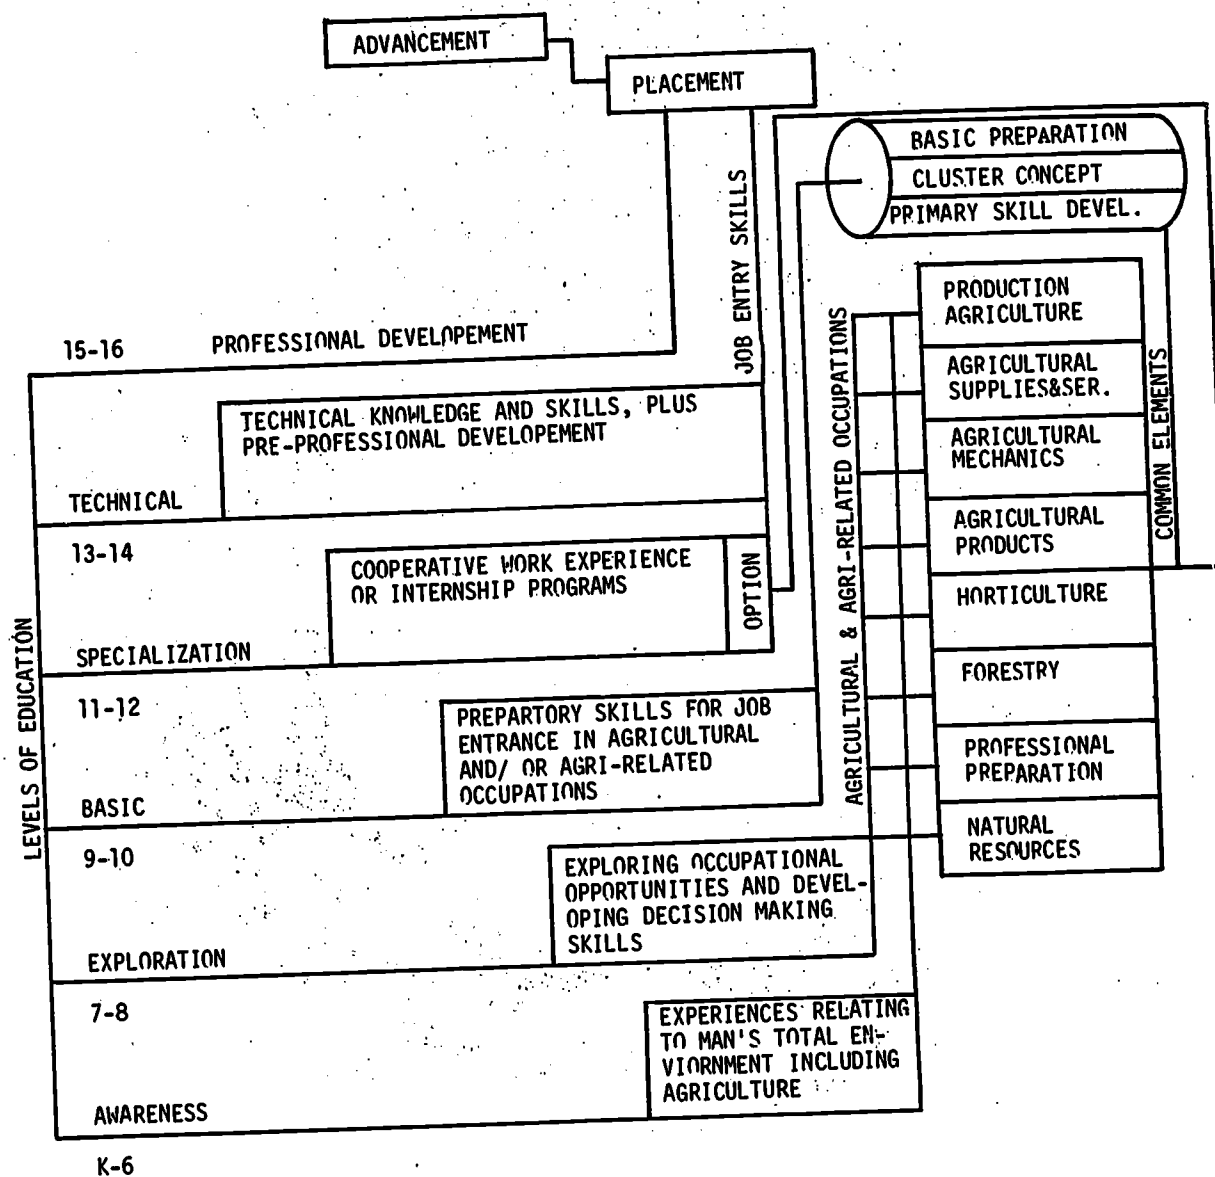 ADVANCEMENT
PLACEMENT
BASIC PREPARATION
CLUSTER CONCEPT
PRIMARY SKILL DEVEL.
JOB ENTRY SKILLS
15-16 PROFESSIONAL DEVELOPEMENT
TECHNICAL KNOWLEDGE AND SKILLS, PLUS
PRE-PROFESSIONAL DEVELOPEMENT
TECHNICAL
13-14
COOPERATIVE WORK EXPERIENCE
OR INTERNSHIP PROGRAMS
OPTION
SPECIALIZATION
11-12
PREPARTORY SKILLS FOR JOB
ENTRANCE IN AGRICULTURAL
AND/ OR AGRI-RELATED
OCCUPATIONS
BASIC
9-10
EXPLORING OCCUPATIONAL
OPPORTUNITIES AND DEVEL-
OPING DECISION MAKING
SKILLS
EXPLORATION
7-8
EXPERIENCES RELATING
TO MAN'S TOTAL EN-
VIORNMENT INCLUDING
AGRICULTURE
AWARENESS
K-6
LEVELS OF EDUCATION
AGRICULTURAL & AGRI-RELATED OCCUPATIONS
PRODUCTION
AGRICULTURE
AGRICULTURAL
SUPPLIES&SER.
AGRICULTURAL
MECHANICS
AGRICULTURAL
PRODUCTS
HORTICULTURE
FORESTRY
PROFESSIONAL
PREPARATION
NATURAL
RESOURCES
COMMON ELEMENTS